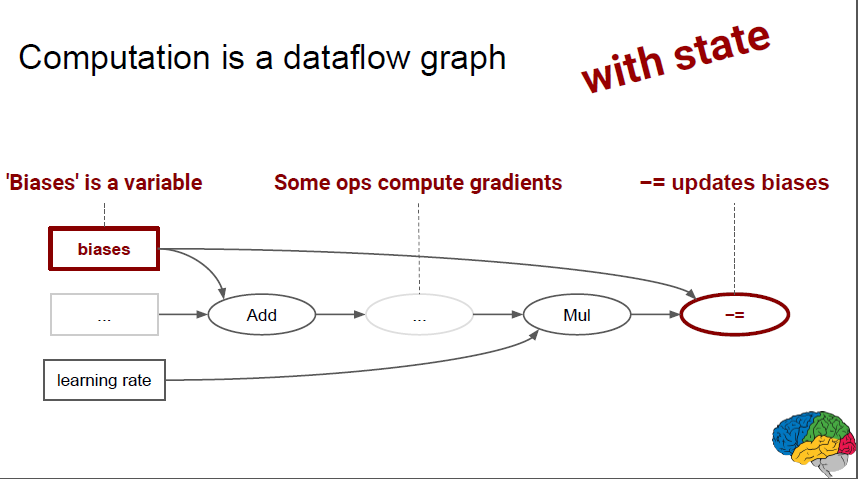 Computation is a dataflow graph
with state
'Biases' is a variable
Some ops compute gradients
−= updates biases
biases
...
Add
...
Mul
−=
learning rate